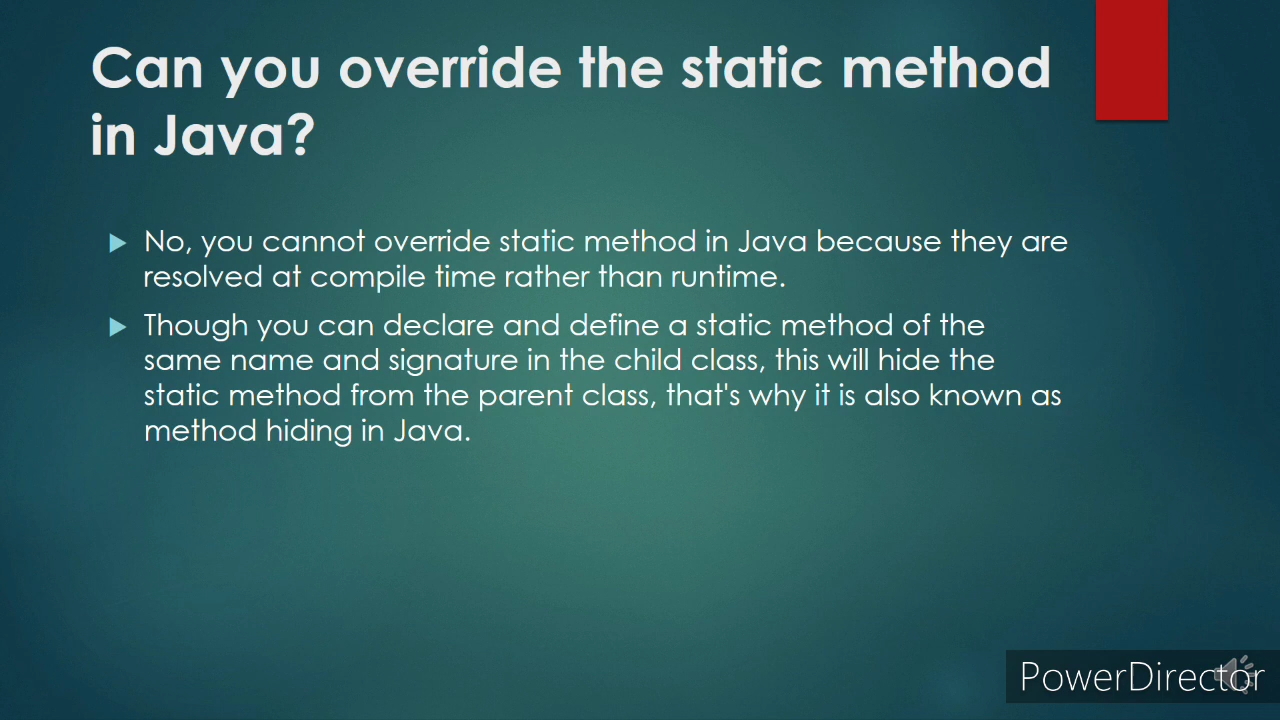 Can you override the static method
in Java?
No, you cannot override static method in Java because they are
resolved at compile time rather than runtime.
Though you can declare and define a static method of the
same name and signature in the child class, this will hide the
static method from the parent class, that's why it is also known as
method hiding in Java.
PowerDirector